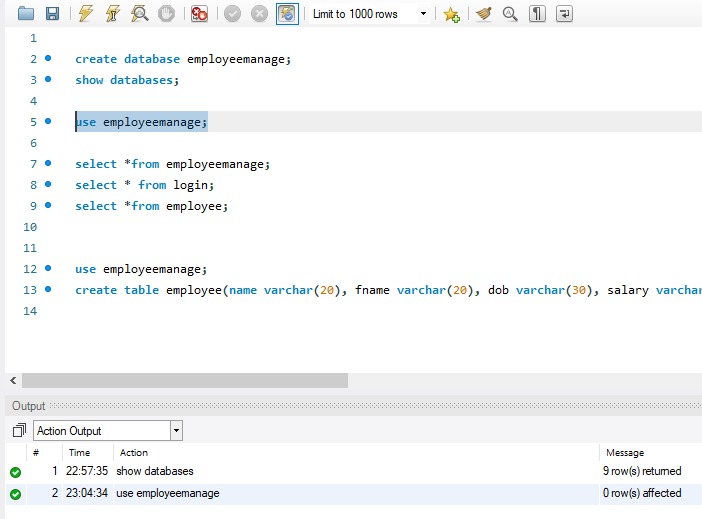 Limit to 1000 rows
1
2 create database employeemanage;
3 show databases;
4
5 use employeemanage;
6
7 select *from employeemanage;
8 select * from login;
9 select *from employee;
10
11
12 use employeemanage;
13 create table employee(name varchar(20), fname varchar(20), dob varchar(30), salary varchar
14
Output
Action Output
# Time Action Message
1 22:57:35 show databases 9 row(s) returned
2 23:04:34 use employeemanage 0 row(s) affected